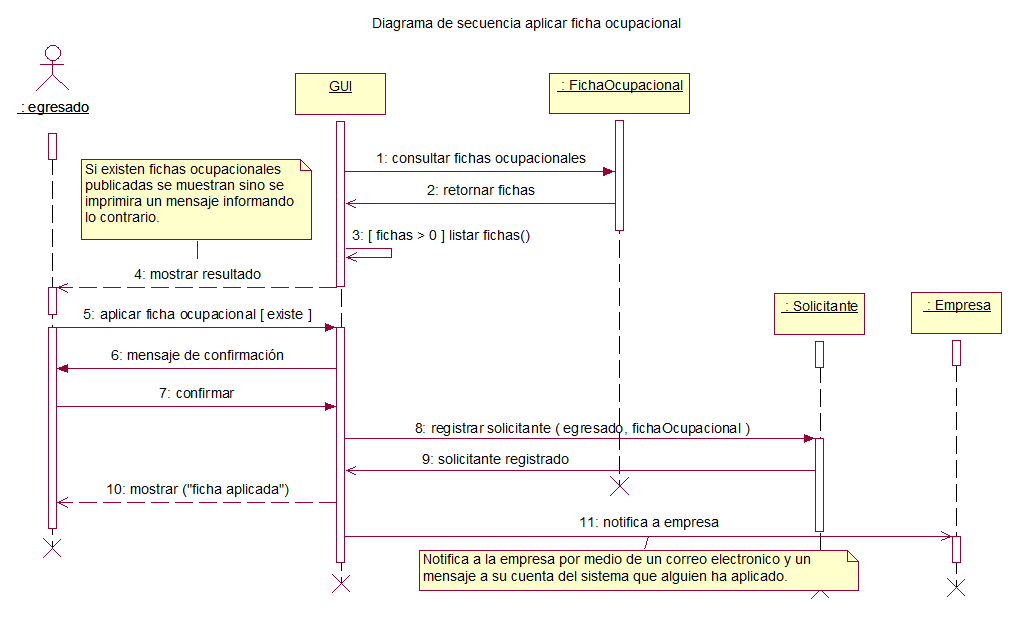 Diagrama de secuencia aplicar ficha ocupacional
: egresado
GUI
: FichaOcupacional
1: consultar fichas ocupacionales
Si existen fichas ocupacionales
publicadas se muestran sino se
imprimira un mensaje informando
lo contrario.
2: retornar fichas
3: [ fichas > 0 ] listar fichas()
4: mostrar resultado
: Solicitante
: Empresa
5: aplicar ficha ocupacional [ existe ]
6: mensaje de confirmación
7: confirmar
8: registrar solicitante ( egresado, fichaOcupacional )
9: solicitante registrado
10: mostrar ("ficha aplicada")
11: notifica a empresa
Notifica a la empresa por medio de un correo electronico y un
mensaje a su cuenta del sistema que alguien ha aplicado.